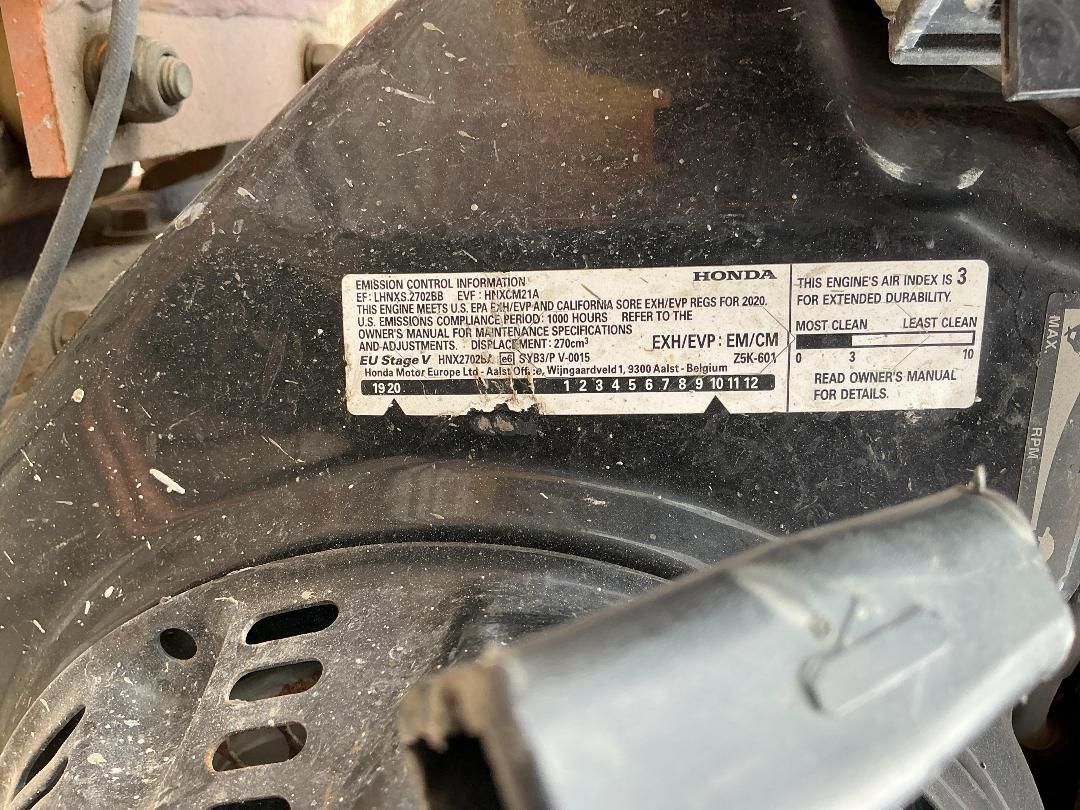 EMISSION CONTROL INFORMATION HONDA
EF: LHNXS.2702BB EVF: HNXCM21A
THIS ENGINE MEETS U.S. EPA EXH/EVP AND CALIFORNIA SORE EXH/EVP REGS FOR 2020.
U.S. EMISSIONS COMPLIANCE PERIOD: 1000 HOURS REFER TO THE
OWNER'S MANUAL FOR MAINTENANCE SPECIFICATIONS
AND ADJUSTMENTS. DISPLACEMENT: 270cm³ EXH/EVP : EM/CM
EU Stage V e6 SYB3/P V-0015 Z5K-601
Honda Motor Europe Ltd - Aalst Office, Wijngaardveld 1, 9300 Aalst - Belgium
19 20 1 2 3 4 5 6 7 8 9 10 11 12
THIS ENGINE'S AIR INDEX IS 3
FOR EXTENDED DURABILITY.
MOST CLEAN LEAST CLEAN
0 3 10
READ OWNER'S MANUAL
FOR DETAILS.
MAX.
RPM